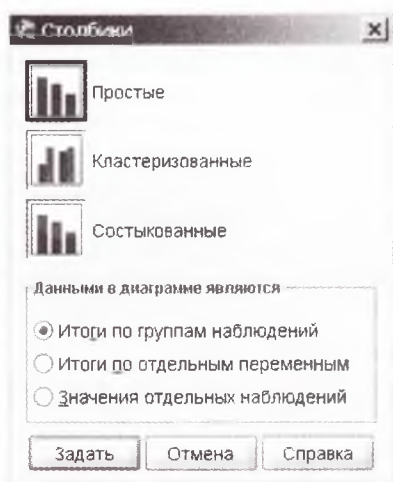 Столбики
Простые
Кластеризованные
Состыкованные
Данными в диаграмме являются
Итоги по группам наблюдений
Итоги по отдельным переменным
Значения отдельных наблюдений
Задать Отмена Справка